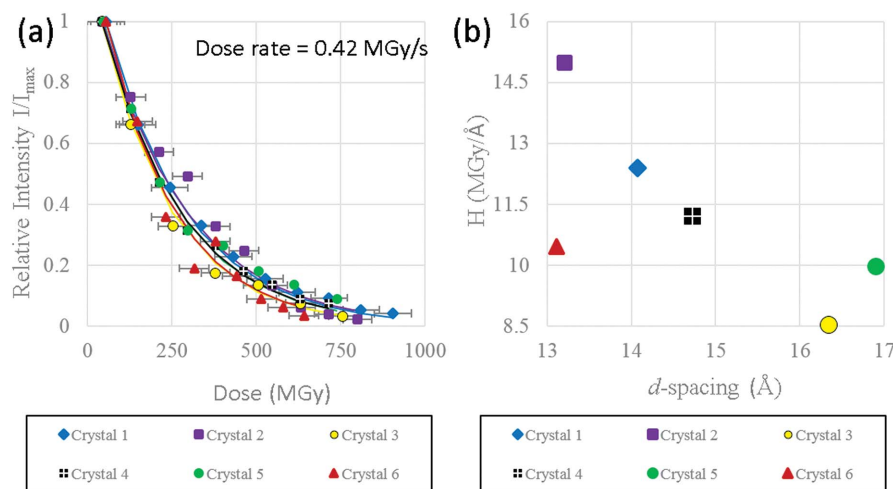 (a)
Dose rate = 0.42 MGy/s
Relative Intensity I/Imax
1
0.8
0.6
0.4
0.2
0
0
250
500
750
1000
Dose (MGy)
Crystal 1
Crystal 2
Crystal 3
Crystal 4
Crystal 5
Crystal 6
(b)
H (MGy/Å)
16
14.5
13
11.5
10
8.5
13
14
15
16
17
d-spacing (Å)
Crystal 1
Crystal 2
Crystal 3
Crystal 4
Crystal 5
Crystal 6